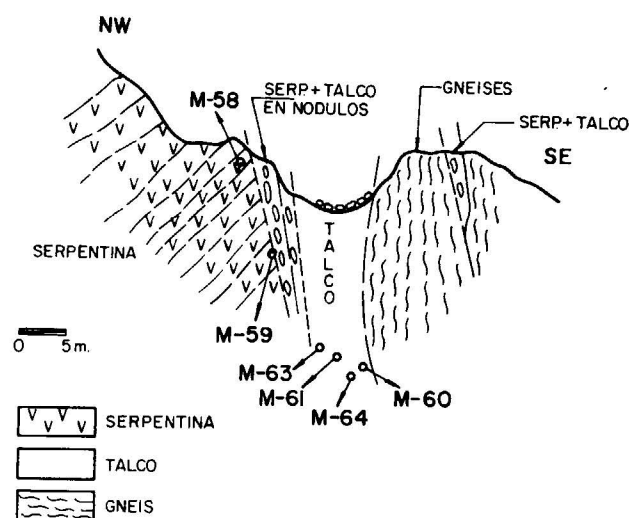 NW
M-58
SERP.+TALCO
EN NODULOS
GNEISES
SERP.+TALCO
SE
SERPENTINA
TALCO
M-59
0 5 m.
M-63
M-61
M-64
M-60
SERPENTINA
TALCO
GNEIS